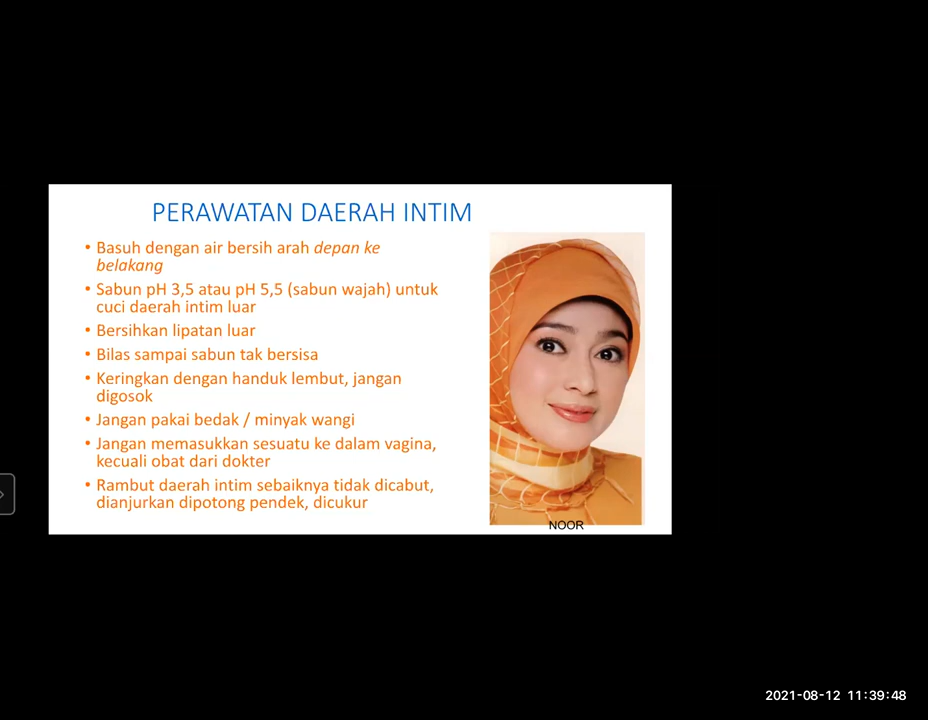 PERAWATAN DAERAH INTIM
• Basuh dengan air bersih arah depan ke
belakang
• Sabun pH 3,5 atau pH 5,5 (sabun wajah) untuk
cuci daerah intim luar
• Bersihkan lipatan luar
• Bilas sampai sabun tak bersisa
• Keringkan dengan handuk lembut, jangan
digosok
• Jangan pakai bedak / minyak wangi
• Jangan memasukkan sesuatu ke dalam vagina,
kecuali obat dari dokter
• Rambut daerah intim sebaiknya tidak dicabut,
dianjurkan dipotong pendek, dicukur
NOOR
2021-08-12 11:39:48